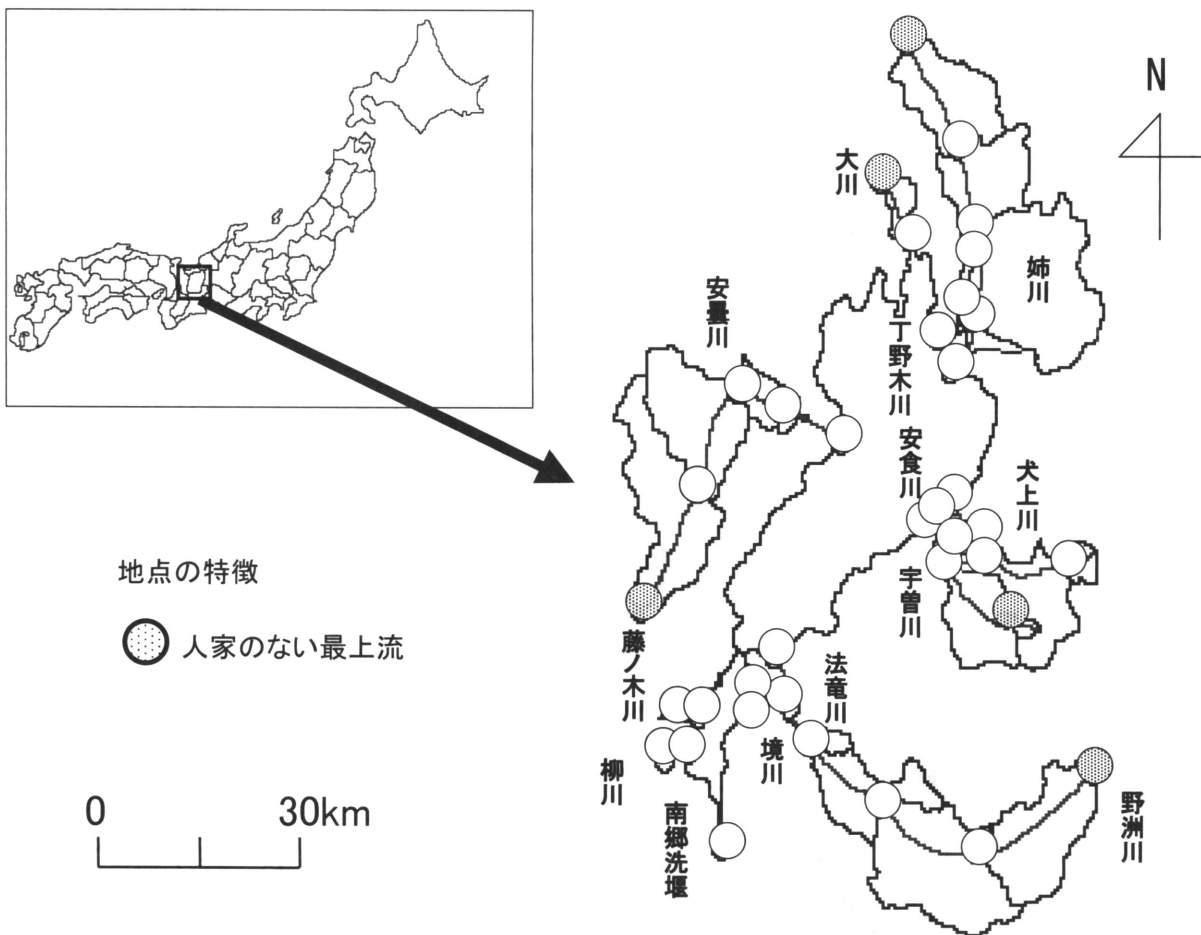 N
大川
姉川
安曇川
丁野木川
安食川
犬上川
宇曽川
地点の特徴
人家のない最上流
藤ノ木川
法竜川
境川
柳川
南郷洗堰
野洲川
0 30km